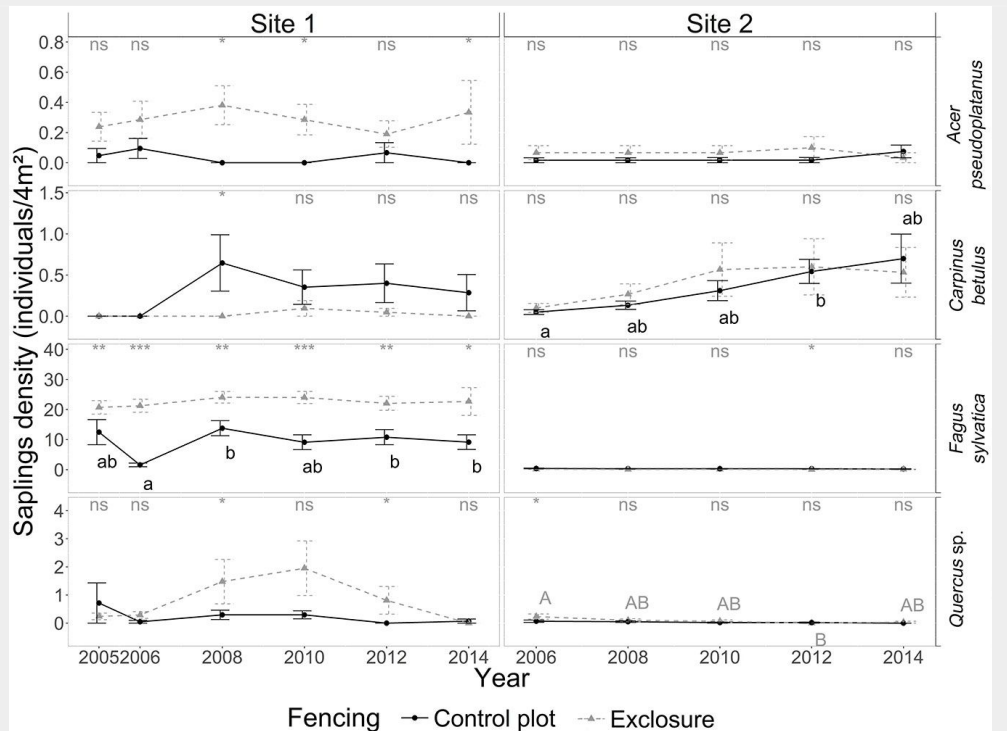 Site 1 Site 2
Saplings density (individuals/4m²)
0.8
0.6
0.4
0.2
0.0
ns ns * * ns *
ns ns ns ns ns
Acer
pseudoplatanus
1.5
1.0
0.5
0.0
* ns ns ns
ns ns ns ns ns
a ab ab b ab
Carpinus
betulus
40
30
20
10
0
** *** ** *** ** *
ab a b ab b b
ns ns ns * ns
Fagus
sylvatica
4
3
2
1
0
ns ns * ns * ns
* ns ns ns ns
A AB AB B AB
Quercus sp.
2005 2006 2008 2010 2012 2014
2006 2008 2010 2012 2014
Year
Fencing Control plot Exclosure